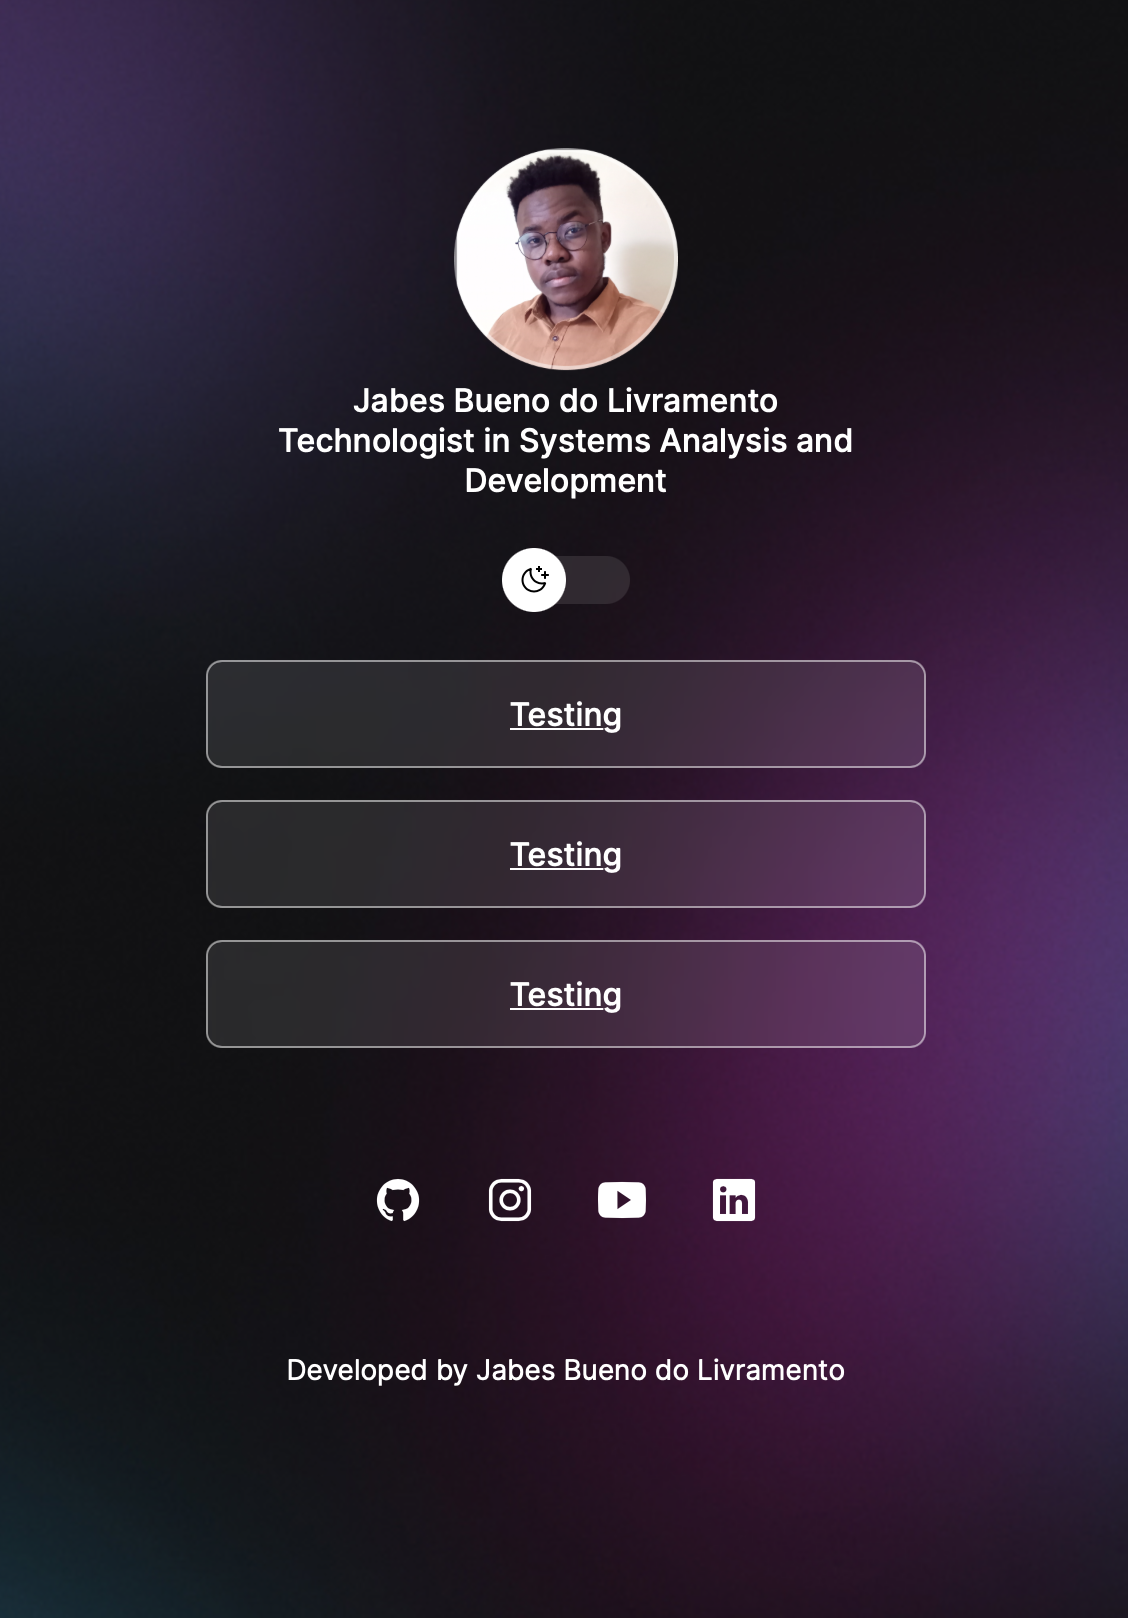 Jabes Bueno do Livramento
Technologist in Systems Analysis and
Development
Testing
Testing
Testing
in
Developed by Jabes Bueno do Livramento